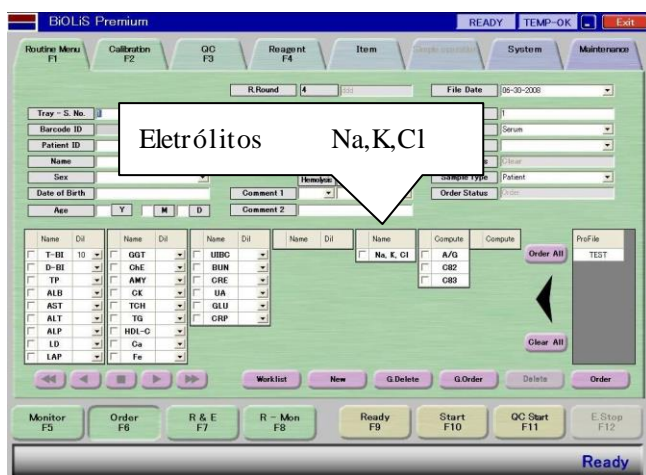 BiOLiS Premium READY TEMP-OK Exit
Routine Menu F1 Calibration F2 QC F3 Reagent F4 Item System Maintenance
R.Round 4 ddd File Date 06-30-2008
Tray - S. No. 1
Barcode ID Serum
Patient ID
Name Clear
Sex Hemolysis Sample Type Patient
Date of Birth Comment 1 Order Status Order
Age Y M D Comment 2
Eletrólitos Na,K,Cl
Name Dil Name Dil Name Dil Name Dil Name Compute Compute ProFile
T-BI 10 GGT UIBC Na, K, Cl A/G Order All TEST
D-BI ChE BUN C82
TP AMY CRE C83
ALB CK UA
AST TCH GLU
ALT TG CRP
ALP HDL-C
LD Ca Clear All
LAP Fe
Worklist New G.Delete G.Order Delete Order
Monitor F5 Order F6 R & E F7 R - Mon F8 Ready F9 Start F10 QC Start F11 E.Stop F12
Ready